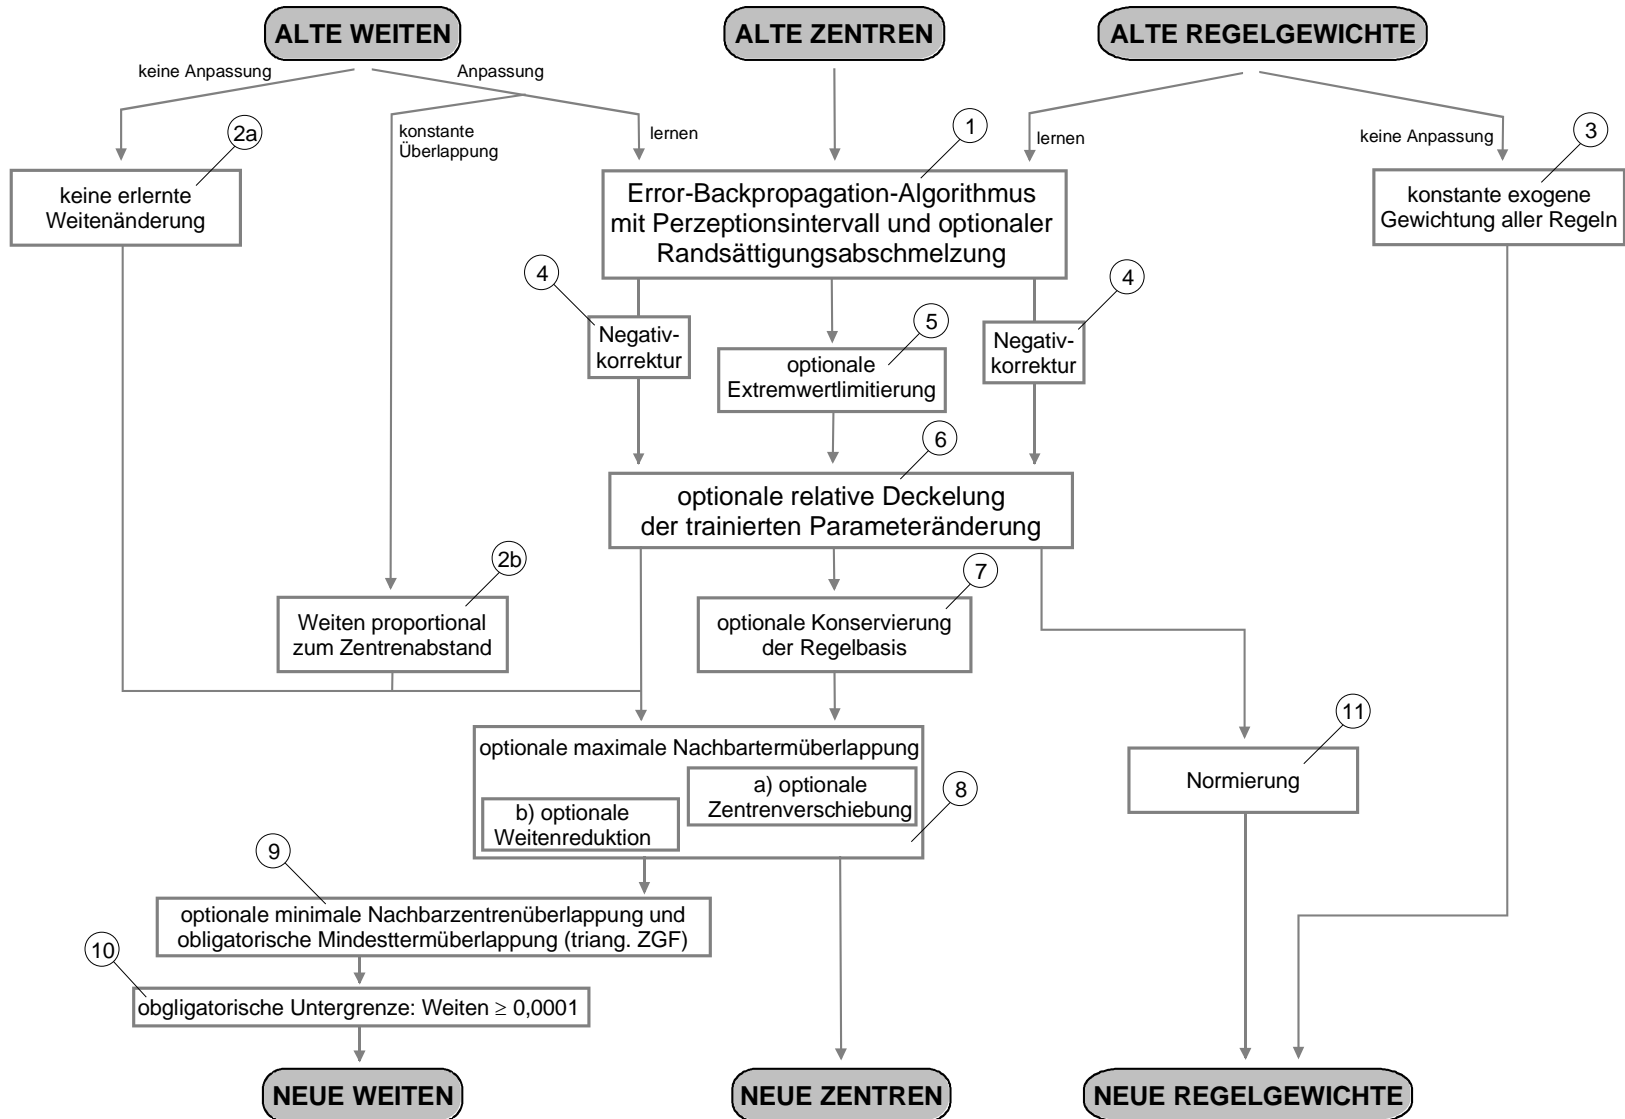 ALTE WEITEN
ALTE ZENTREN
ALTE REGELGEWICHTE
keine Anpassung
Anpassung
konstante
Überlappung
lernen
lernen
keine Anpassung
2a
1
3
keine erlernte
Weitenänderung
Error-Backpropagation-Algorithmus
mit Perzeptionsintervall und optionaler
Randsättigungsabschmelzung
konstante exogene
Gewichtung aller Regeln
4
5
4
Negativ-
korrektur
optionale
Extremwertlimitierung
Negativ-
korrektur
6
optionale relative Deckelung
der trainierten Parameteränderung
2b
7
Weiten proportional
zum Zentrenabstand
optionale Konservierung
der Regelbasis
11
optionale maximale Nachbartermüberlappung
a) optionale
Zentrenverschiebung
b) optionale
Weitenreduktion
8
Normierung
9
optionale minimale Nachbarzentrenüberlappung und
obligatorische Mindesttermüberlappung (triang. ZGF)
10
obgligatorische Untergrenze: Weiten ≥ 0,0001
NEUE WEITEN
NEUE ZENTREN
NEUE REGELGEWICHTE